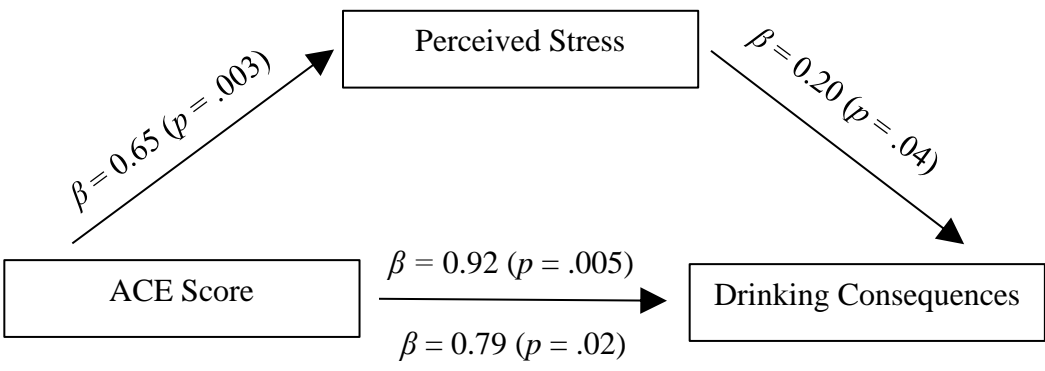 Perceived Stress
β = 0.65 (p = .003)
β = 0.20 (p = .04)
ACE Score
β = 0.92 (p = .005)
β = 0.79 (p = .02)
Drinking Consequences